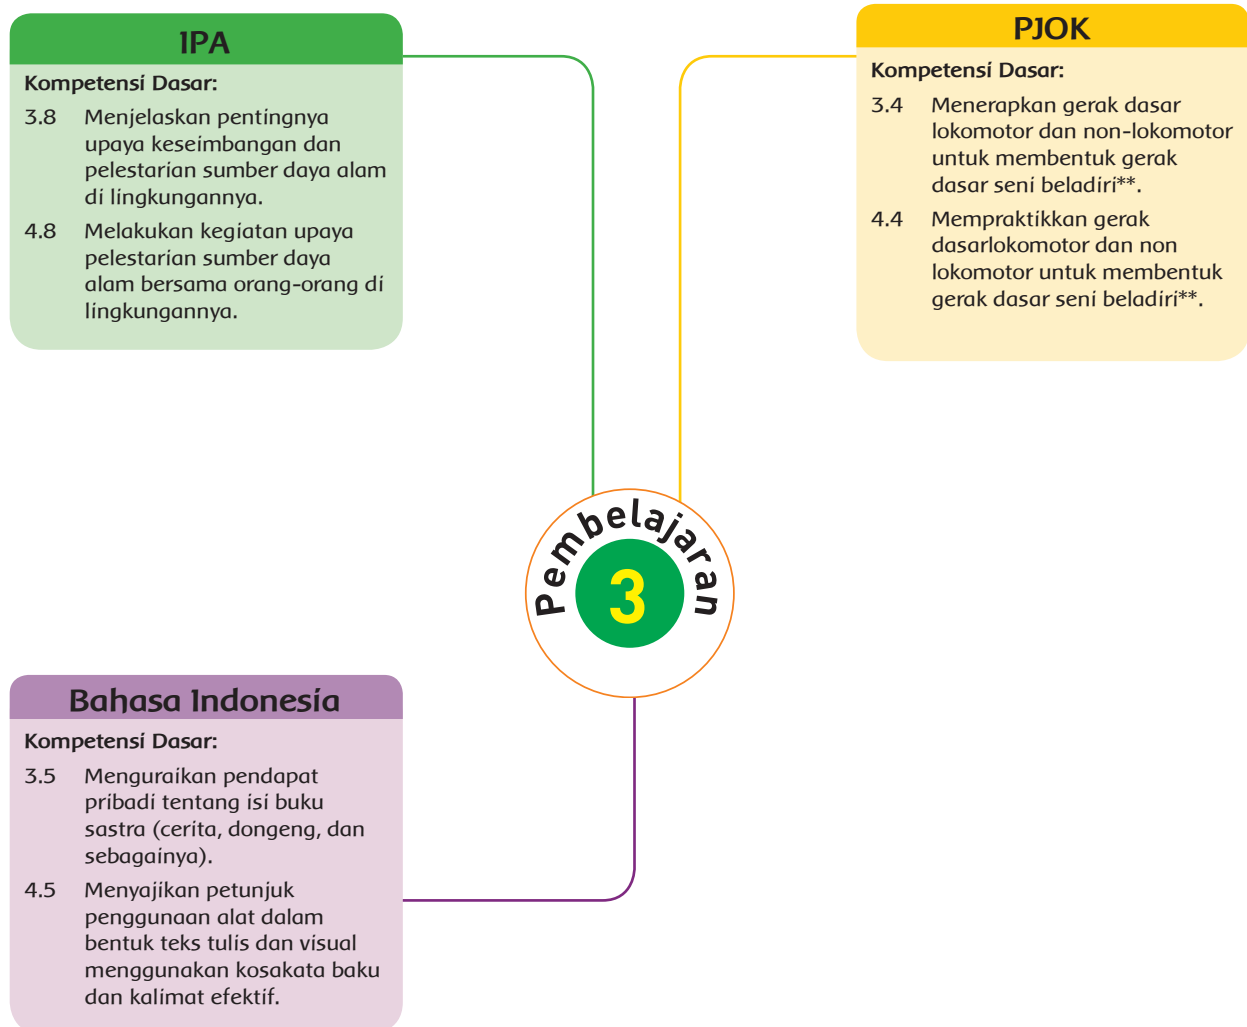 IPA
Kompetensi Dasar:
3.8 Menjelaskan pentingnya
upaya keseimbangan dan
pelestarian sumber daya alam
di lingkungannya.
4.8 Melakukan kegiatan upaya
pelestarian sumber daya
alam bersama orang-orang di
lingkungannya.
PJOK
Kompetensi Dasar:
3.4 Menerapkan gerak dasar
lokomotor dan non-lokomotor
untuk membentuk gerak
dasar seni beladiri**.
4.4 Mempraktikkan gerak
dasarlokomotor dan non
lokomotor untuk membentuk
gerak dasar seni beladiri**.
Pembelajaran
3
Bahasa Indonesia
Kompetensi Dasar:
3.5 Menguraikan pendapat
pribadi tentang isi buku
sastra (cerita, dongeng, dan
sebagainya).
4.5 Menyajikan petunjuk
penggunaan alat dalam
bentuk teks tulis dan visual
menggunakan kosakata baku
dan kalimat efektif.